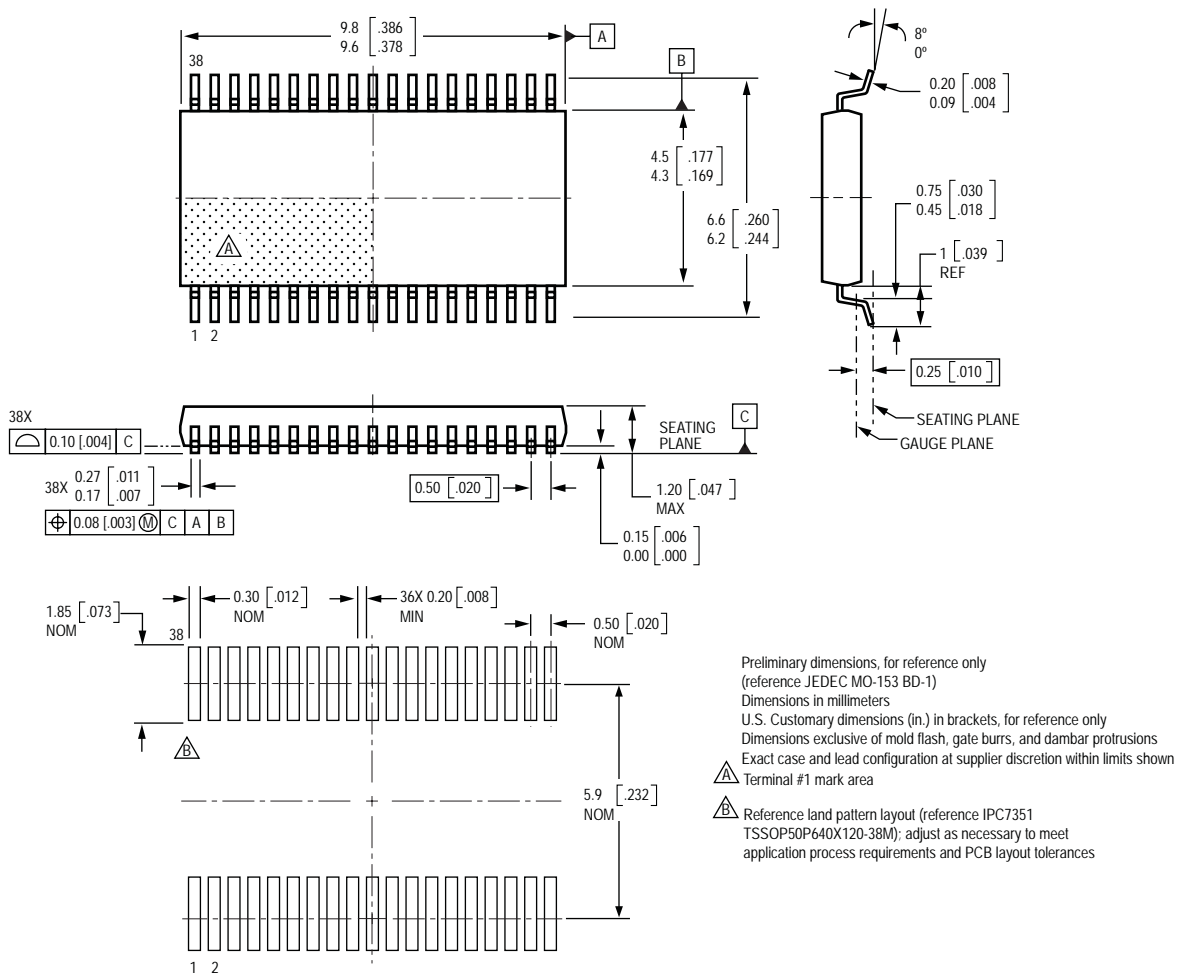 9.8 [.386
9.6 .378]
A
38
B
8º
0º
0.20 [.008
0.09 .004]
4.5 [.177
4.3 .169]
6.6 [.260
6.2 .244]
0.75 [.030
0.45 .018]
1 [.039]
REF
A
1 2
0.25 [.010]
SEATING PLANE
GAUGE PLANE
38X
0.10 [.004] C
SEATING
PLANE
C
38X 0.27 [.011
0.17 .007]
0.08 [.003] Ⓜ C A B
0.50 [.020]
1.20 [.047]
MAX
0.15 [.006
0.00 .000]
1.85 [.073]
NOM
0.30 [.012]
NOM
36X 0.20 [.008]
MIN
0.50 [.020]
NOM
38
B
5.9 [.232]
NOM
1 2
Preliminary dimensions, for reference only
(reference JEDEC MO-153 BD-1)
Dimensions in millimeters
U.S. Customary dimensions (in.) in brackets, for reference only
Dimensions exclusive of mold flash, gate burrs, and dambar protrusions
Exact case and lead configuration at supplier discretion within limits shown
A Terminal #1 mark area
B Reference land pattern layout (reference IPC7351
TSSOP50P640X120-38M); adjust as necessary to meet
application process requirements and PCB layout tolerances